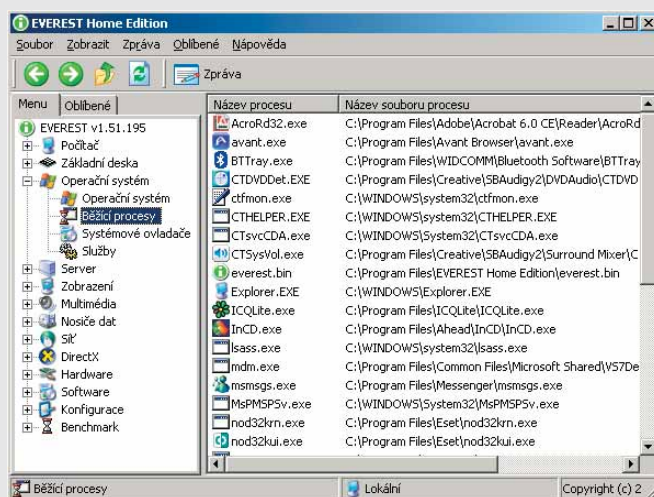 EVEREST Home Edition
Soubor Zobrazit Zpráva Oblíbené Nápověda
Zpráva
Menu Oblíbené
EVEREST v1.51.195
Počítač
Základní deska
Operační systém
Operační systém
Běžící procesy
Systémové ovladače
Služby
Server
Zobrazení
Multimédia
Nosiče dat
Síť
DirectX
Hardware
Software
Konfigurace
Benchmark
Název procesu Název souboru procesu
AcroRd32.exe C:\Program Files\Adobe\Acrobat 6.0 CE\Reader\AcroRd
avant.exe C:\Program Files\Avant Browser\avant.exe
BTTray.exe C:\Program Files\WIDCOMM\Bluetooth Software\BTTray
CTDVDDet.EXE C:\Program Files\Creative\SBAudigy2\DVDAudio\CTDVD
ctfmon.exe C:\WINDOWS\system32\ctfmon.exe
CTHELPER.EXE C:\WINDOWS\System32\CTHELPER.EXE
CTsvcCDA.EXE C:\WINDOWS\System32\CTsvcCDA.EXE
CTSysVol.exe C:\Program Files\Creative\SBAudigy2\Surround Mixer\C
everest.bin C:\Program Files\EVEREST Home Edition\everest.bin
Explorer.EXE C:\WINDOWS\Explorer.EXE
ICQLite.exe C:\Program Files\ICQLite\ICQLite.exe
InCD.exe C:\Program Files\Ahead\InCD\InCD.exe
lsass.exe C:\WINDOWS\system32\lsass.exe
mdm.exe C:\Program Files\Common Files\Microsoft Shared\VS7De
msmsgs.exe C:\Program Files\Messenger\msmsgs.exe
MsPMSPSv.exe C:\WINDOWS\System32\MsPMSPSv.exe
nod32krn.exe C:\Program Files\Eset\nod32krn.exe
nod32kui.exe C:\Program Files\Eset\nod32kui.exe
Běžící procesy Lokální Copyright (c) 2